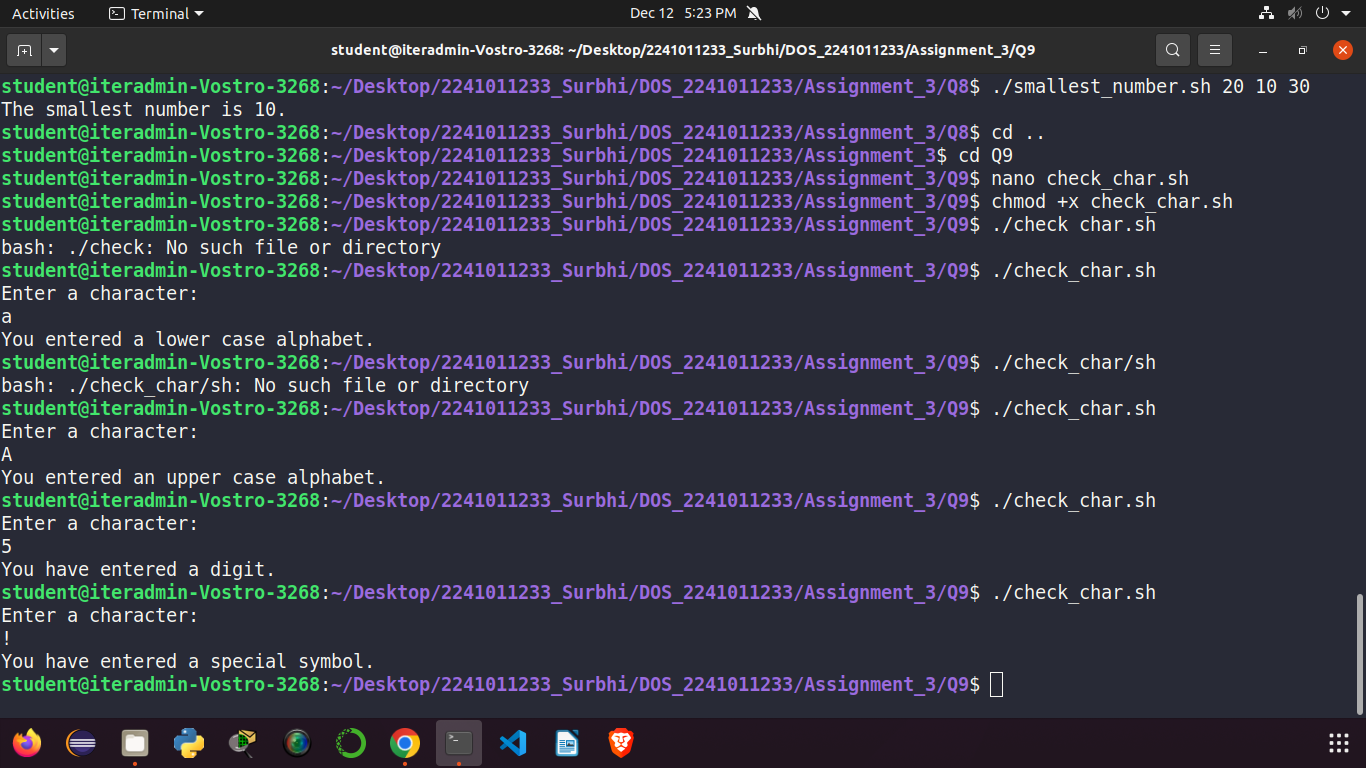 Activities
Terminal
Dec 12 5:23 PM
student@iteradmin-Vostro-3268: ~/Desktop/2241011233_Surbhi/DOS_2241011233/Assignment_3/Q9
student@iteradmin-Vostro-3268:~/Desktop/2241011233_Surbhi/DOS_2241011233/Assignment_3/Q8$ ./smallest_number.sh 20 10 30
The smallest number is 10.
student@iteradmin-Vostro-3268:~/Desktop/2241011233_Surbhi/DOS_2241011233/Assignment_3/Q8$ cd ..
student@iteradmin-Vostro-3268:~/Desktop/2241011233_Surbhi/DOS_2241011233/Assignment_3$ cd Q9
student@iteradmin-Vostro-3268:~/Desktop/2241011233_Surbhi/DOS_2241011233/Assignment_3/Q9$ nano check_char.sh
student@iteradmin-Vostro-3268:~/Desktop/2241011233_Surbhi/DOS_2241011233/Assignment_3/Q9$ chmod +x check_char.sh
student@iteradmin-Vostro-3268:~/Desktop/2241011233_Surbhi/DOS_2241011233/Assignment_3/Q9$ ./check char.sh
bash: ./check: No such file or directory
student@iteradmin-Vostro-3268:~/Desktop/2241011233_Surbhi/DOS_2241011233/Assignment_3/Q9$ ./check_char.sh
Enter a character:
a
You entered a lower case alphabet.
student@iteradmin-Vostro-3268:~/Desktop/2241011233_Surbhi/DOS_2241011233/Assignment_3/Q9$ ./check_char/sh
bash: ./check_char/sh: No such file or directory
student@iteradmin-Vostro-3268:~/Desktop/2241011233_Surbhi/DOS_2241011233/Assignment_3/Q9$ ./check_char.sh
Enter a character:
A
You entered an upper case alphabet.
student@iteradmin-Vostro-3268:~/Desktop/2241011233_Surbhi/DOS_2241011233/Assignment_3/Q9$ ./check_char.sh
Enter a character:
5
You have entered a digit.
student@iteradmin-Vostro-3268:~/Desktop/2241011233_Surbhi/DOS_2241011233/Assignment_3/Q9$ ./check_char.sh
Enter a character:
!
You have entered a special symbol.
student@iteradmin-Vostro-3268:~/Desktop/2241011233_Surbhi/DOS_2241011233/Assignment_3/Q9$